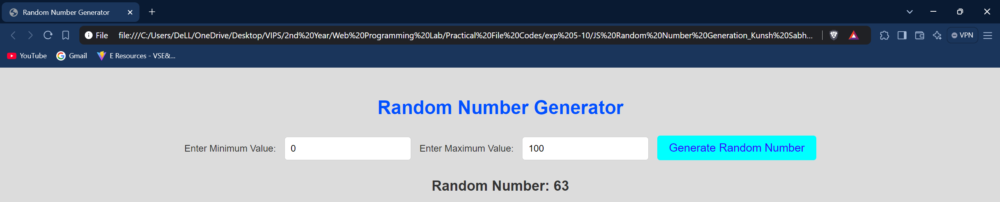 Random Number Generator
File file:///C:/Users/DeLL/OneDrive/Desktop/VIPS/2nd%20Year/Web%20Programming%20Lab/Practical%20File%20Codes/exp%205-10/JS%20Random%20Number%20Generation_Kunsh%20Sabh... VPN
YouTube Gmail E Resources - VSE&...
Random Number Generator
Enter Minimum Value: 0 Enter Maximum Value: 100 Generate Random Number
Random Number: 63